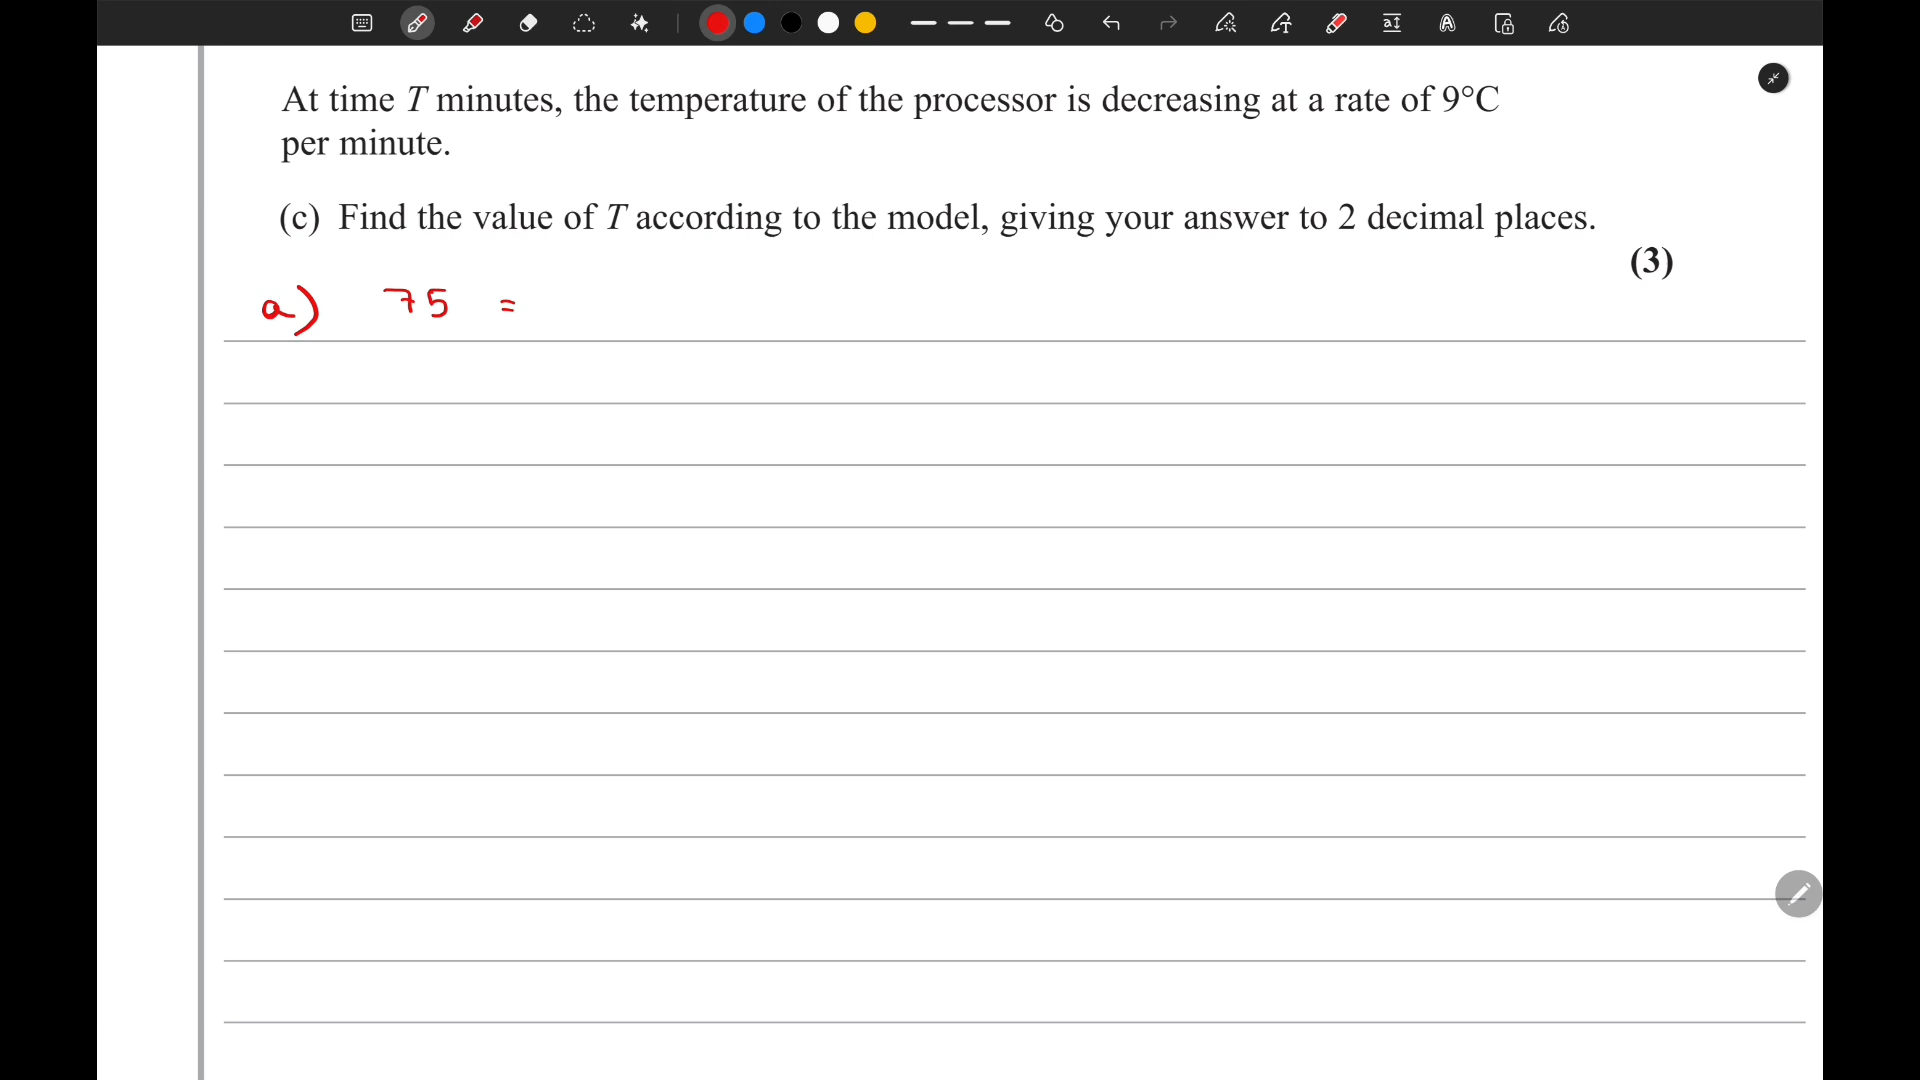 At time T minutes, the temperature of the processor is decreasing at a rate of 9°C
per minute.
(c) Find the value of T according to the model, giving your answer to 2 decimal places.
(3)
a) 75 =